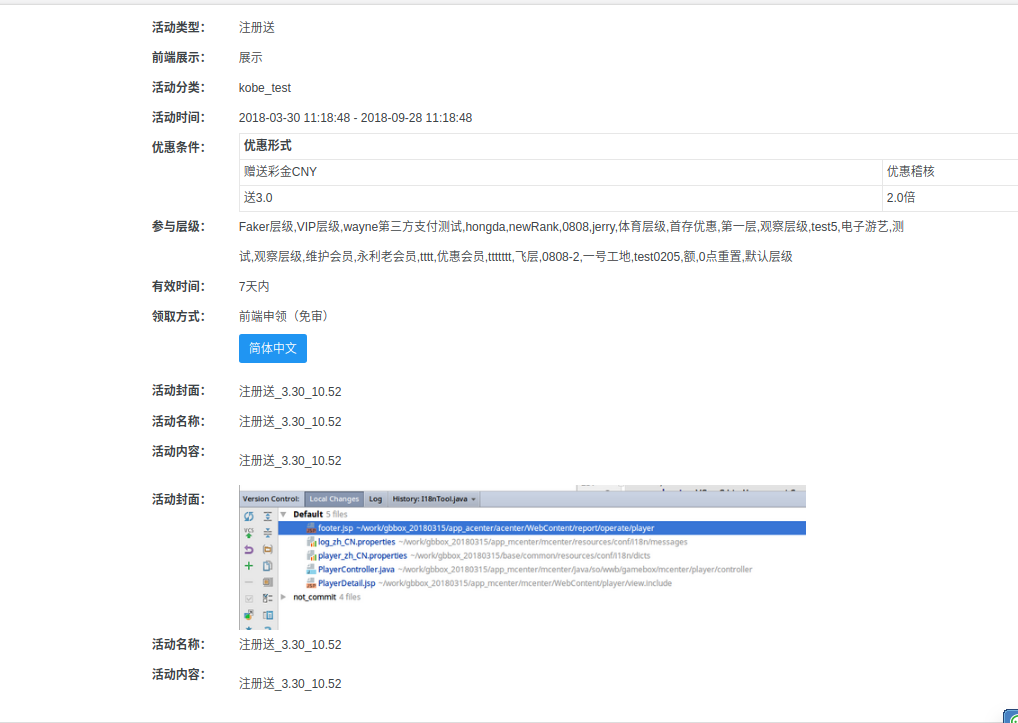 活动类型： 注册送
前端展示： 展示
活动分类： kobe_test
活动时间： 2018-03-30 11:18:48 - 2018-09-28 11:18:48
优惠条件： 优惠形式
赠送彩金CNY 优惠稽核
送3.0 2.0倍
参与层级： Faker层级,VIP层级,wayne第三方支付测试,hongda,newRank,0808,jerry,体育层级,首存优惠,第一层,观察层级,test5,电子游艺,测
试,观察层级,维护会员,永利老会员,tttt,优惠会员,ttttttt,飞层,0808-2,一号工地,test0205,额,0点重置,默认层级
有效时间： 7天内
领取方式： 前端申领（免审）
简体中文
活动封面： 注册送_3.30_10.52
活动名称： 注册送_3.30_10.52
活动内容：
注册送_3.30_10.52
活动封面：
Version Control: Local Changes Log History: I18nTool.java
Default 5 files
footer.jsp ~/work/gbbox_20180315/app_acenter/acenter/WebContent/report/operate/player
log_zh_CN.properties ~/work/gbbox_20180315/app_mcenter/mcenter/resources/conf/i18n/messages
player_zh_CN.properties ~/work/gbbox_20180315/base/common/resources/conf/i18n/dicts
PlayerController.java ~/work/gbbox_20180315/app_mcenter/mcenter/java/so/wwb/gamebox/mcenter/player/controller
PlayerDetail.jsp ~/work/gbbox_20180315/app_mcenter/mcenter/WebContent/player/view.include
not_commit 4 files
活动名称： 注册送_3.30_10.52
活动内容：
注册送_3.30_10.52